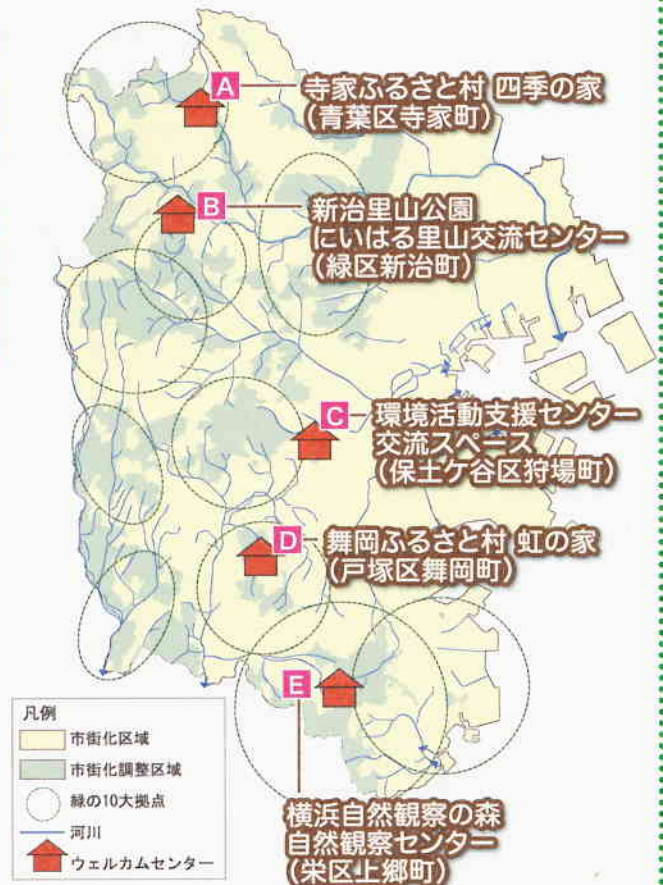 A
寺家ふるさと村 四季の家
(青葉区寺家町)
B
新治里山公園
にいはる里山交流センター
(緑区新治町)
C
環境活動支援センター
交流スペース
(保土ケ谷区狩場町)
D
舞岡ふるさと村 虹の家
(戸塚区舞岡町)
E
横浜自然観察の森
自然観察センター
(栄区上郷町)
凡例
市街化区域
市街化調整区域
緑の10大拠点
河川
ウェルカムセンター